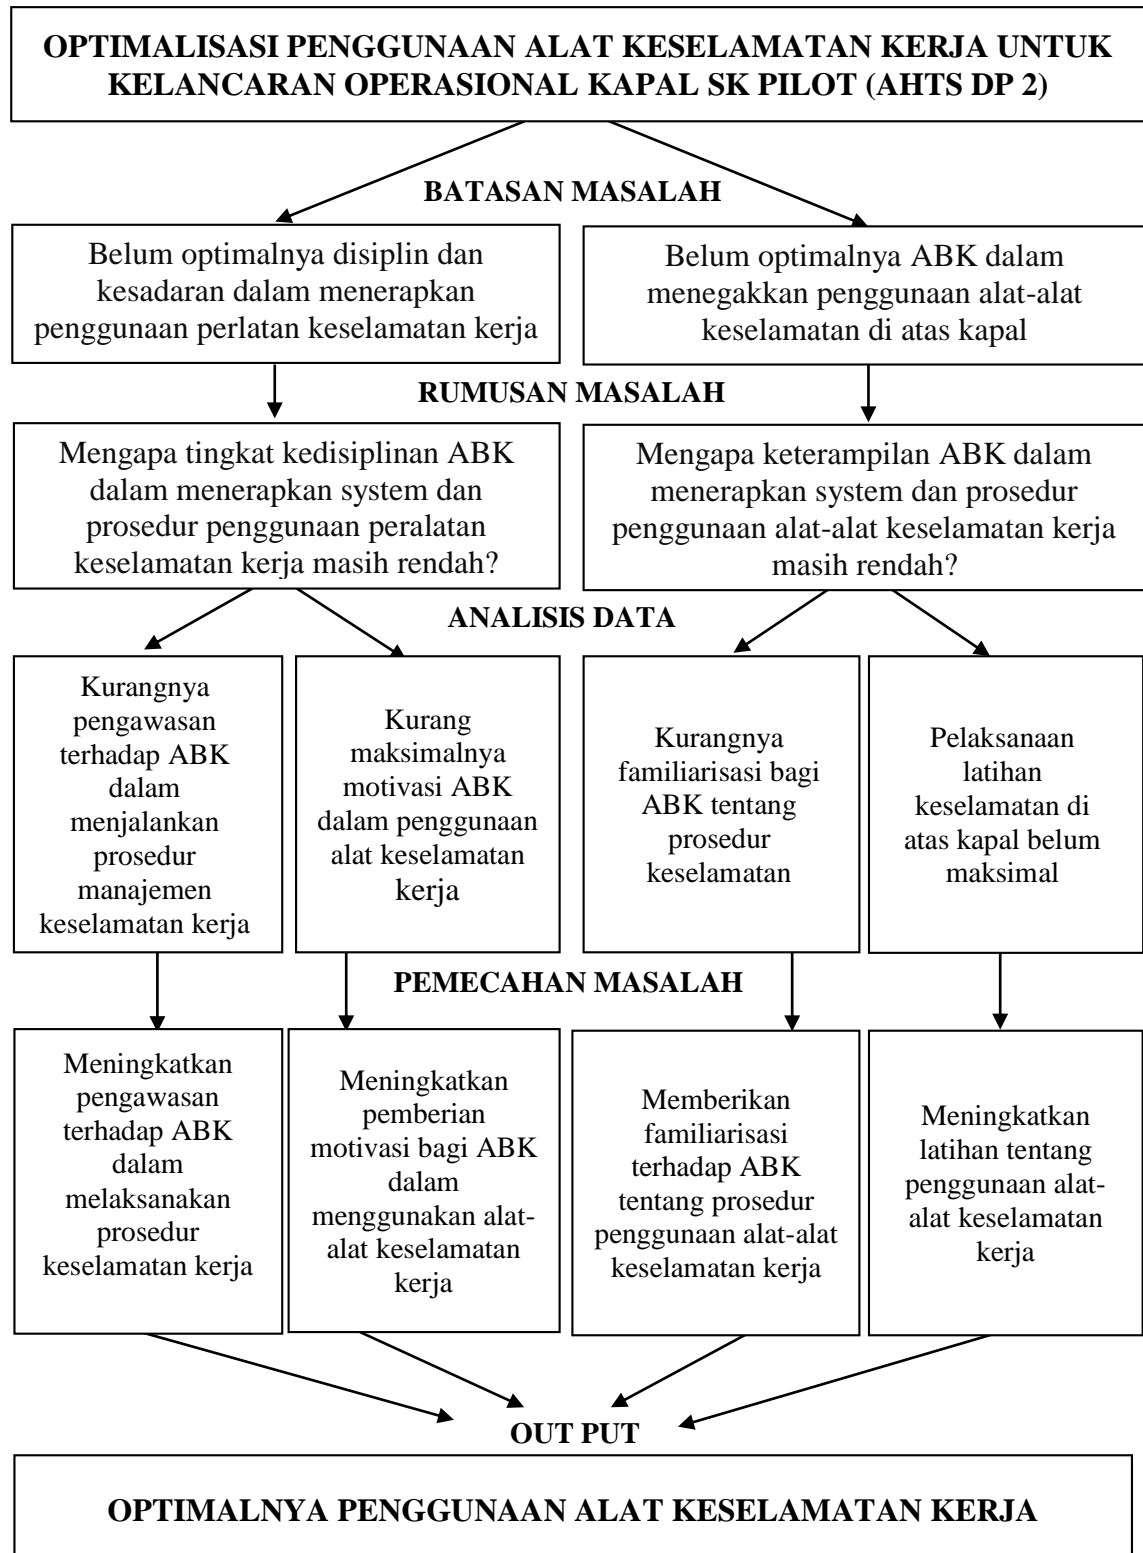 OPTIMALISASI PENGGUNAAN ALAT KESELAMATAN KERJA UNTUK
KELANCARAN OPERASIONAL KAPAL SK PILOT (AHTS DP 2)
BATASAN MASALAH
Belum optimalnya disiplin dan
kesadaran dalam menerapkan
penggunaan perlatan keselamatan kerja
Belum optimalnya ABK dalam
menegakkan penggunaan alat-alat
keselamatan di atas kapal
RUMUSAN MASALAH
Mengapa tingkat kedisiplinan ABK
dalam menerapkan system dan
prosedur penggunaan peralatan
keselamatan kerja masih rendah?
Mengapa keterampilan ABK dalam
menerapkan system dan prosedur
penggunaan alat-alat keselamatan kerja
masih rendah?
ANALISIS DATA
Kurangnya
pengawasan
terhadap ABK
dalam
menjalankan
prosedur
manajemen
keselamatan kerja
Kurang
maksimalnya
motivasi ABK
dalam penggunaan
alat keselamatan
kerja
Kurangnya
familiarisasi bagi
ABK tentang
prosedur
keselamatan
Pelaksanaan
latihan
keselamatan di
atas kapal belum
maksimal
PEMECAHAN MASALAH
Meningkatkan
pengawasan
terhadap ABK
dalam
melaksanakan
prosedur
keselamatan kerja
Meningkatkan
pemberian
motivasi bagi ABK
dalam
menggunakan alat-
alat keselamatan
kerja
Memberikan
familiarisasi
terhadap ABK
tentang prosedur
penggunaan alat-alat
keselamatan kerja
Meningkatkan
latihan tentang
penggunaan alat-
alat keselamatan
kerja
OUT PUT
OPTIMALNYA PENGGUNAAN ALAT KESELAMATAN KERJA